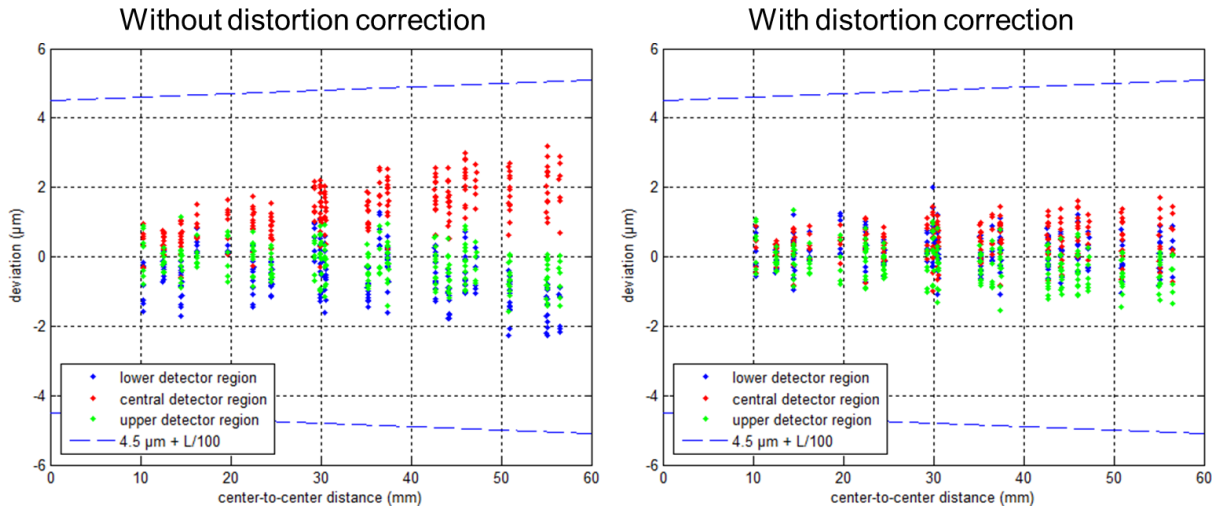 Without distortion correction
With distortion correction
6
4
2
0
-2
-4
-6
deviation (µm)
lower detector region
central detector region
upper detector region
4.5 µm + L/100
0 10 20 30 40 50 60
center-to-center distance (mm)
6
4
2
0
-2
-4
-6
deviation (µm)
lower detector region
central detector region
upper detector region
4.5 µm + L/100
0 10 20 30 40 50 60
center-to-center distance (mm)